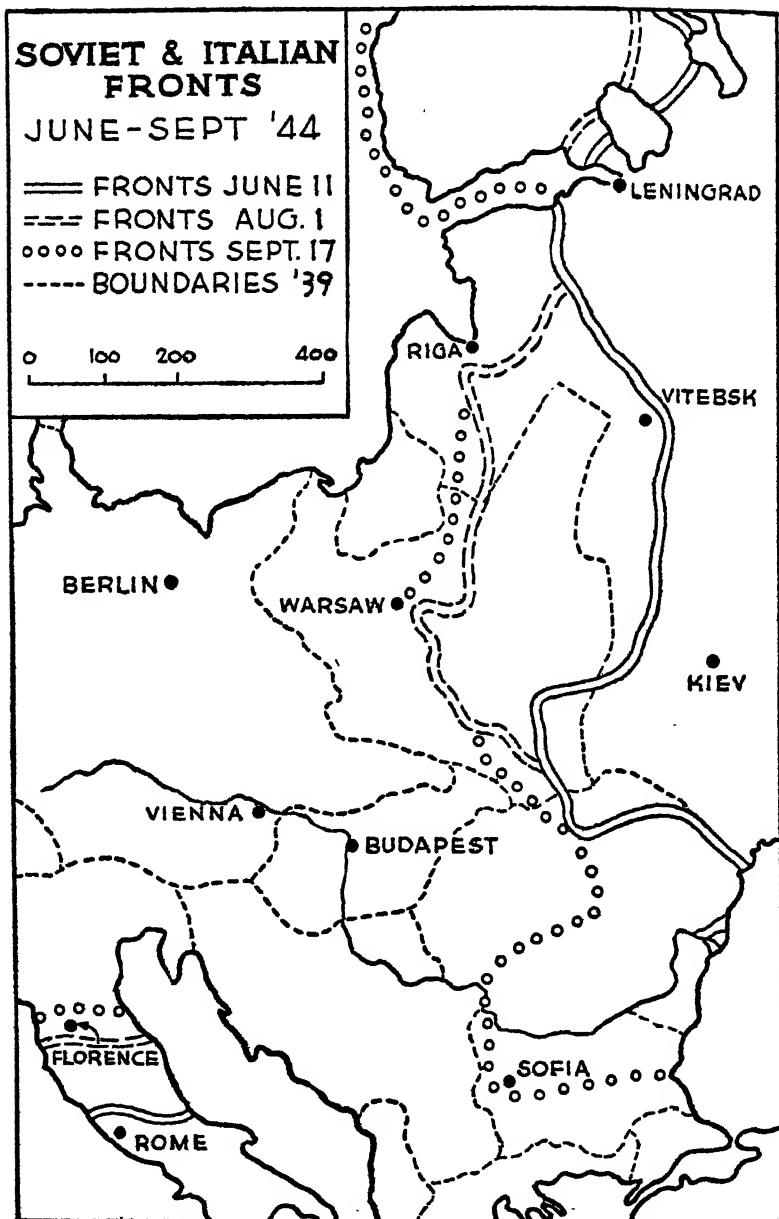 SOVIET & ITALIAN
FRONTS
JUNE-SEPT '44
FRONTS JUNE 11
FRONTS AUG. 1
FRONTS SEPT. 17
BOUNDARIES '39
0 100 200 400
LENINGRAD
RIGA
VITEBSK
BERLIN
WARSAW
KIEV
VIENNA
BUDAPEST
FLORENCE
SOFIA
ROME